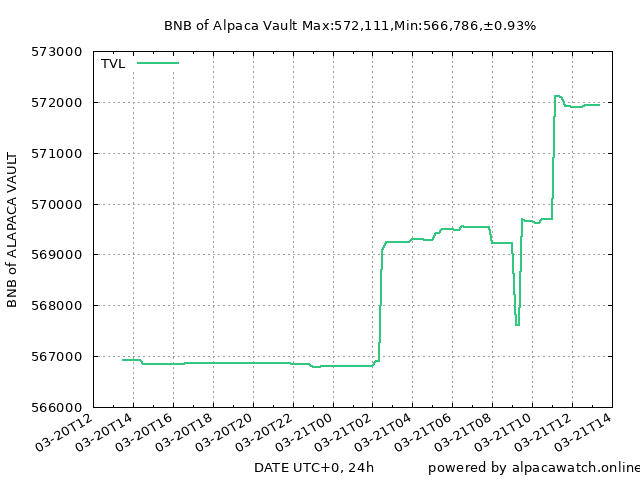 BNB of Alpaca Vault Max:572,111,Min:566,786,±0.93%
573000
TVL
572000
571000
570000
569000
568000
567000
566000
BNB of ALAPACA VAULT
03-20T12
03-20T14
03-20T16
03-20T18
03-20T20
03-20T22
03-21T00
03-21T02
03-21T04
03-21T06
03-21T08
03-21T10
03-21T12
03-21T14
DATE UTC+0, 24h
powered by alpacawatch.online